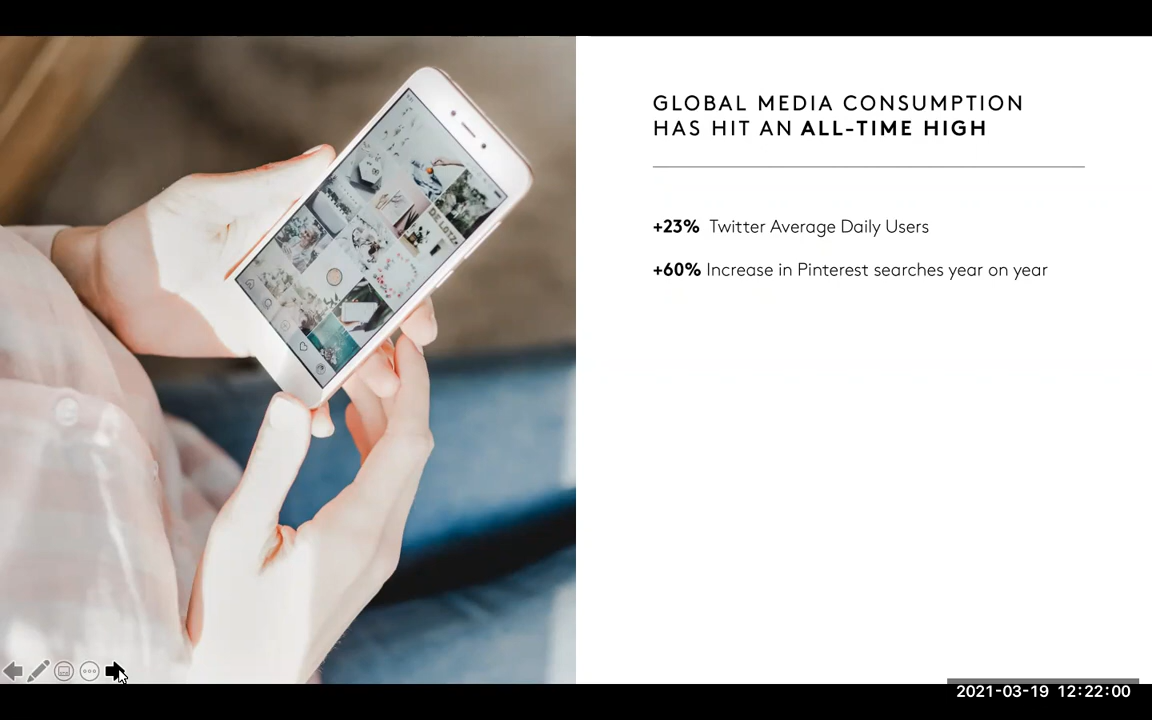 GLOBAL MEDIA CONSUMPTION
HAS HIT AN ALL-TIME HIGH
+23% Twitter Average Daily Users
+60% Increase in Pinterest searches year on year
2021-03-19 12:22:00